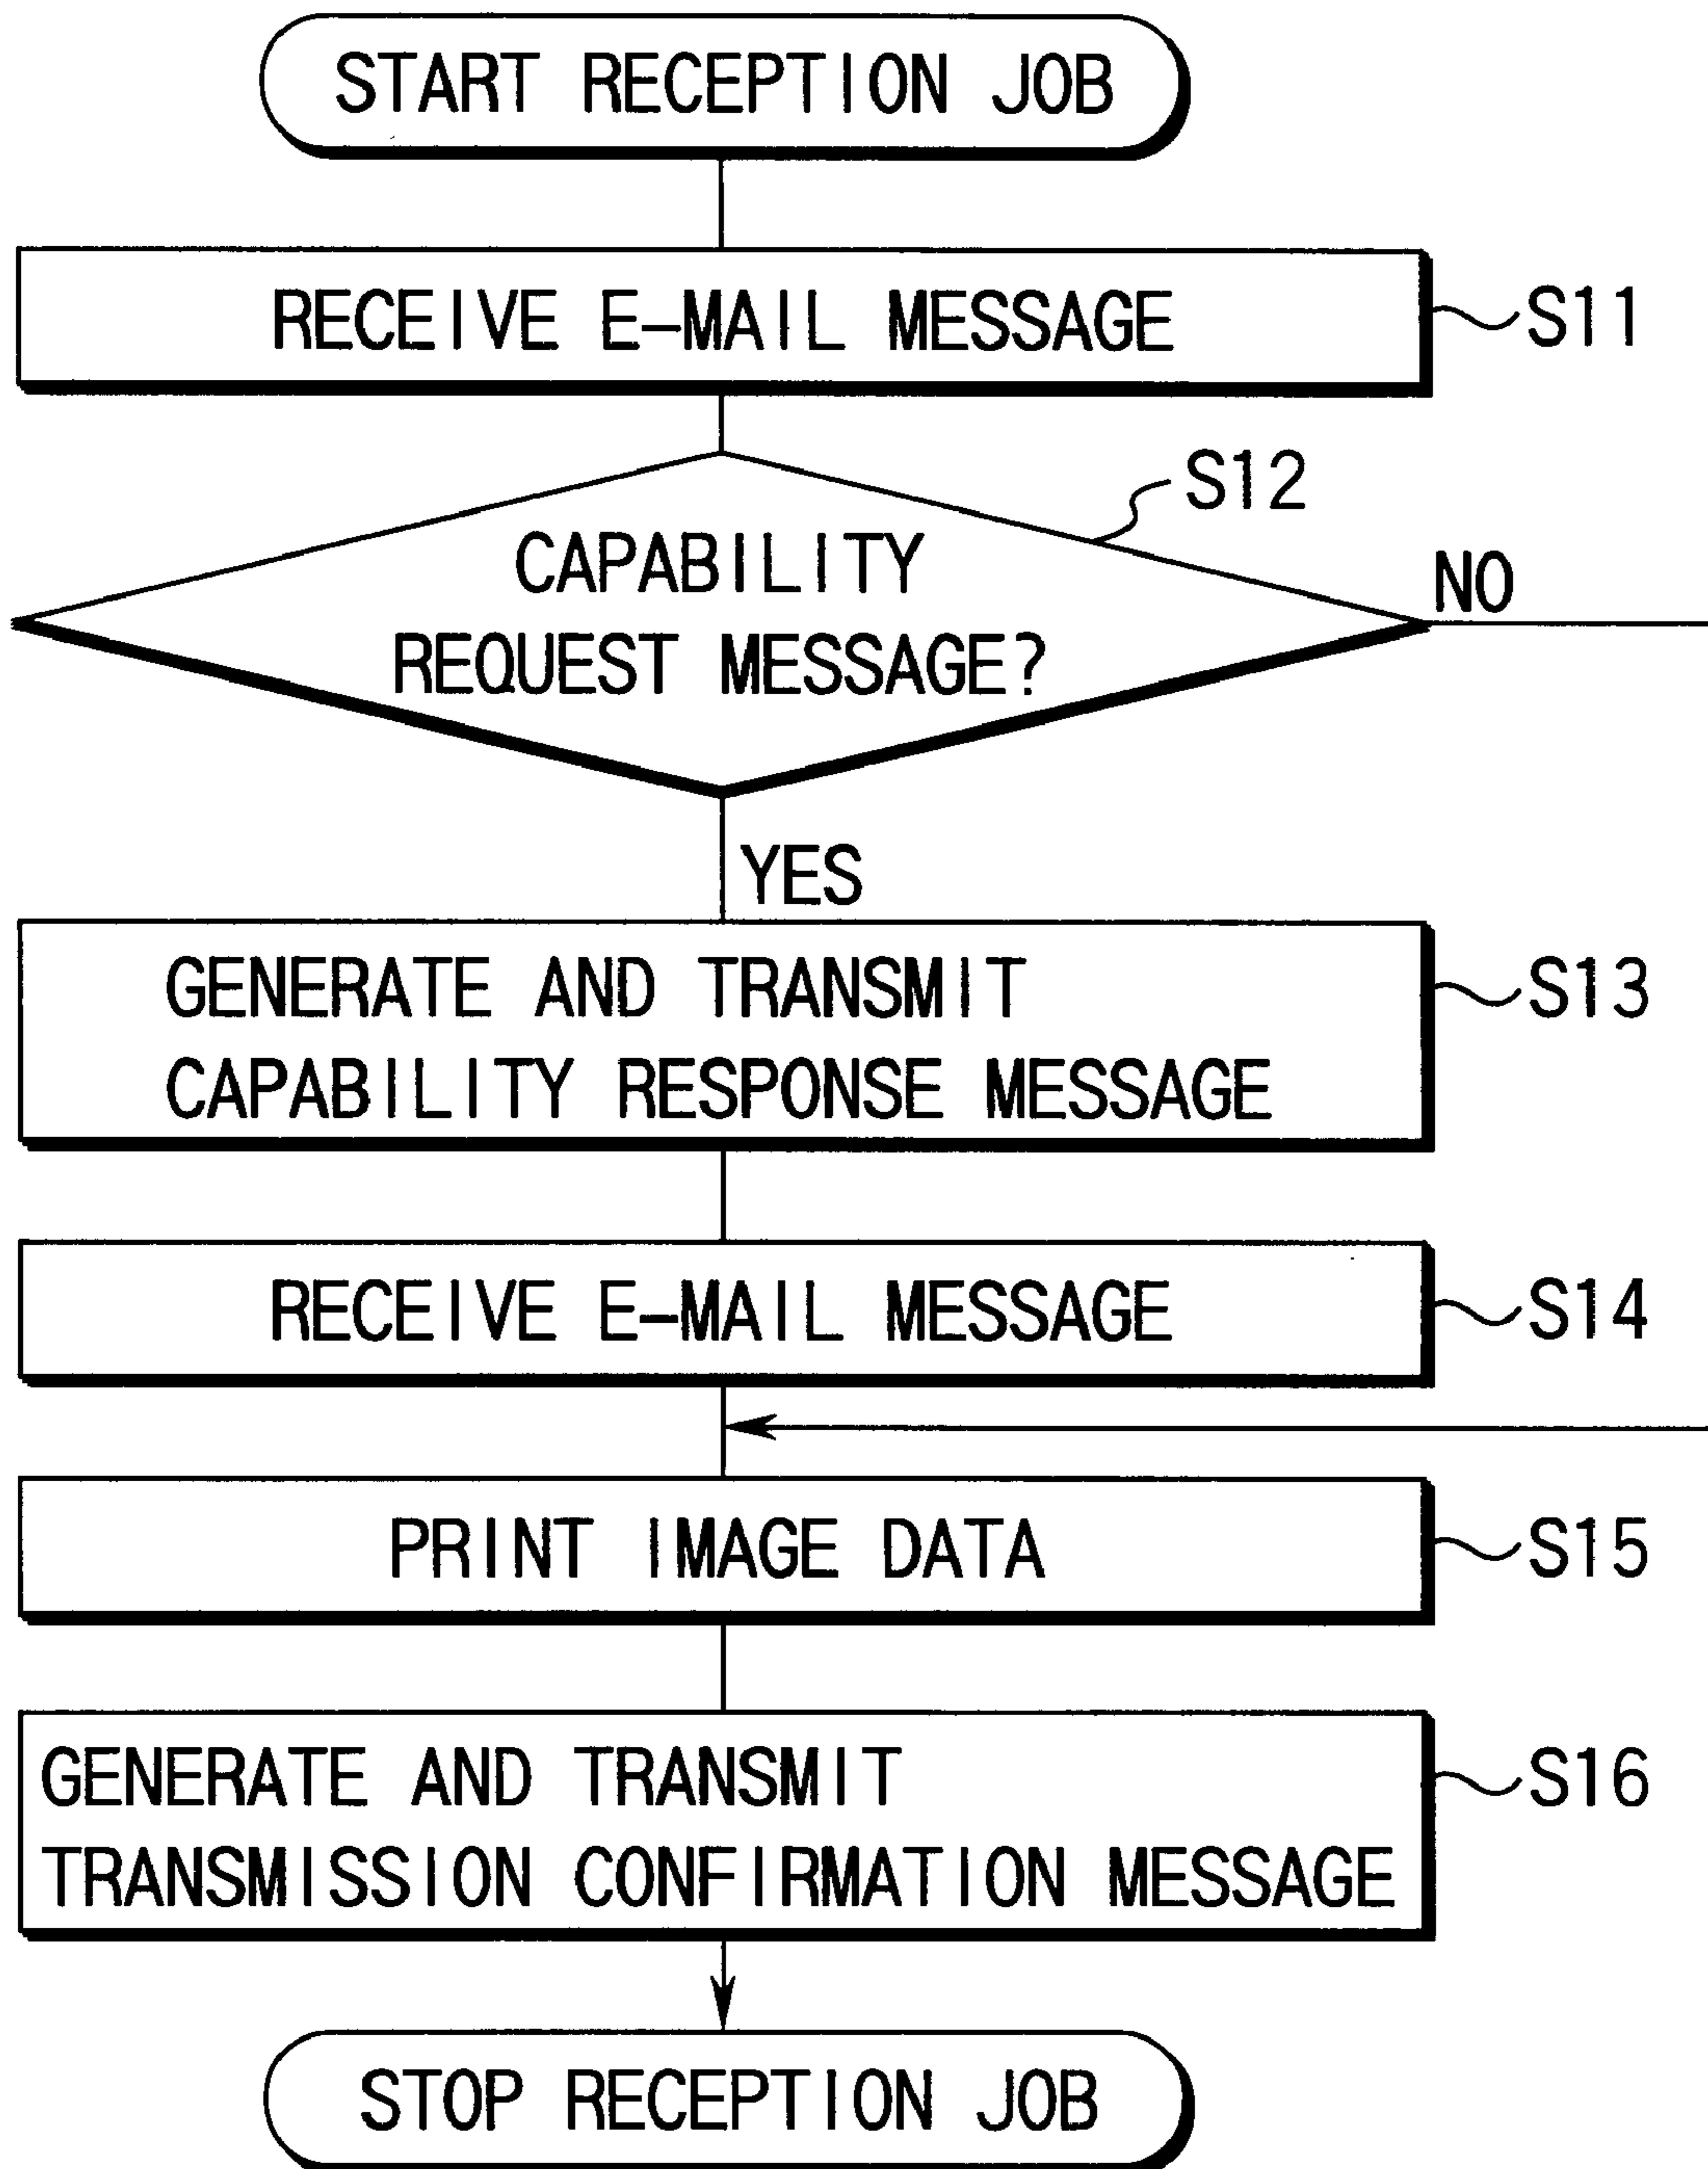 START RECEPTION JOB
RECEIVE E-MAIL MESSAGE
S11
S12
CAPABILITY
REQUEST MESSAGE?
NO
YES
GENERATE AND TRANSMIT
CAPABILITY RESPONSE MESSAGE
S13
RECEIVE E-MAIL MESSAGE
S14
PRINT IMAGE DATA
S15
GENERATE AND TRANSMIT
TRANSMISSION CONFIRMATION MESSAGE
S16
STOP RECEPTION JOB